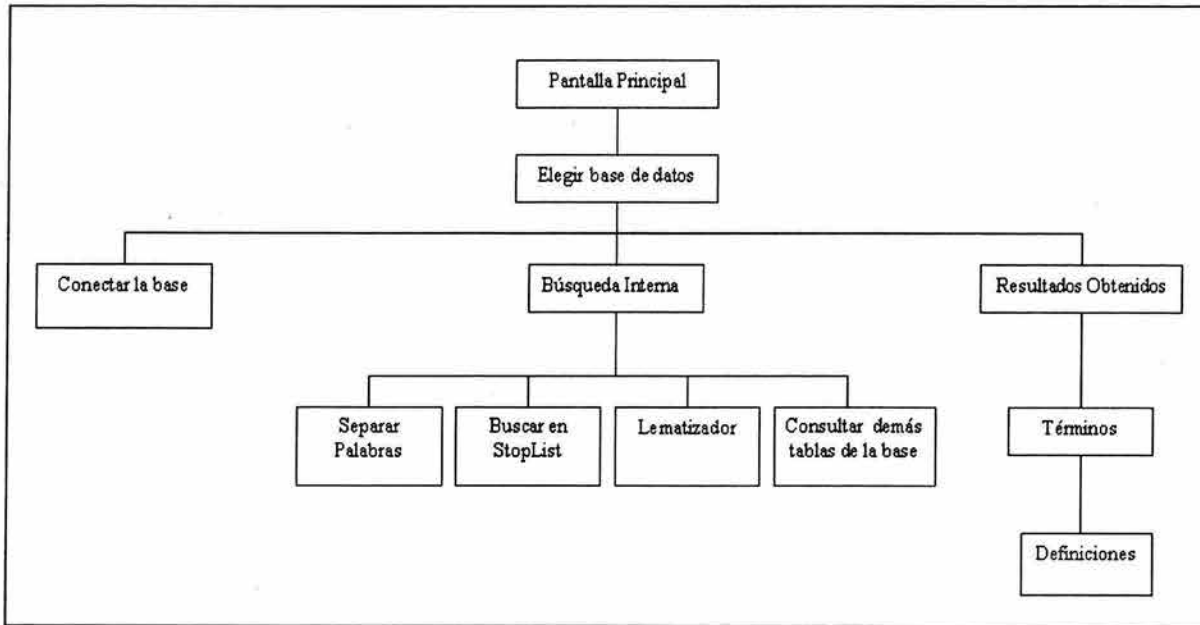 Pantalla Principal
Elegir base de datos
Conectar la base
Búsqueda Interna
Resultados Obtenidos
Separar
Palabras
Buscar en
StopList
Lematizador
Consultar demás
tablas de la base
Términos
Definiciones